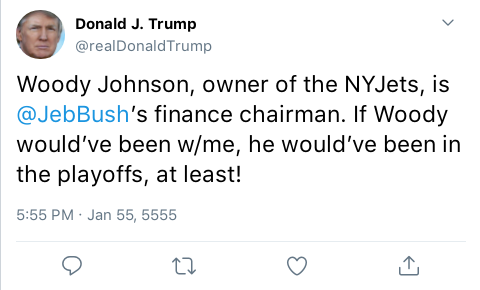 Donald J. Trump
@realDonaldTrump
Woody Johnson, owner of the NYJets, is
@JebBush's finance chairman. If Woody
would've been w/me, he would've been in
the playoffs, at least!
5:55 PM · Jan 55, 5555